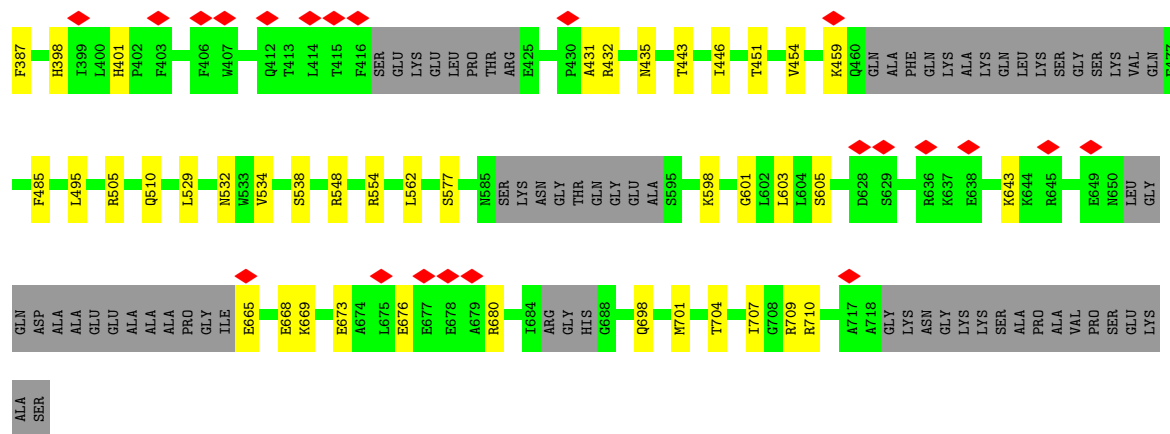 F387 H398 I399 L400 H401 P402 F403 F406 W407 Q412 T413 L414 T415 F416 SER GLU LYS GLU LEU PRO THR ARG E425 P430 A431 R432 N435 T443 I446 T451 V454 K459 Q460 GLN ALA PHE GLN LYS ALA LYS GLN LEU LYS SER GLY SER LYS VAL GLN
F485 L495 R505 Q510 L529 N532 W533 V534 S538 R548 R554 L562 S577 N585 SER LYS ASN GLY THR GLN GLY GLU ALA S595 K598 G601 L602 L603 L604 S605 D628 S629 R636 K637 E638 K643 K644 R645 E649 N650 LEU GLY
GLN ASP ALA ALA GLU GLU ALA ALA ALA PRO GLY ILE E665 E668 K669 E673 A674 L675 E676 E677 E678 A679 R680 I684 ARG GLY HIS G688 Q698 M701 T704 I707 G708 R709 R710 A717 A718 GLY LYS ASN GLY LYS LYS SER ALA PRO ALA VAL PRO SER GLU LYS
ALA SER